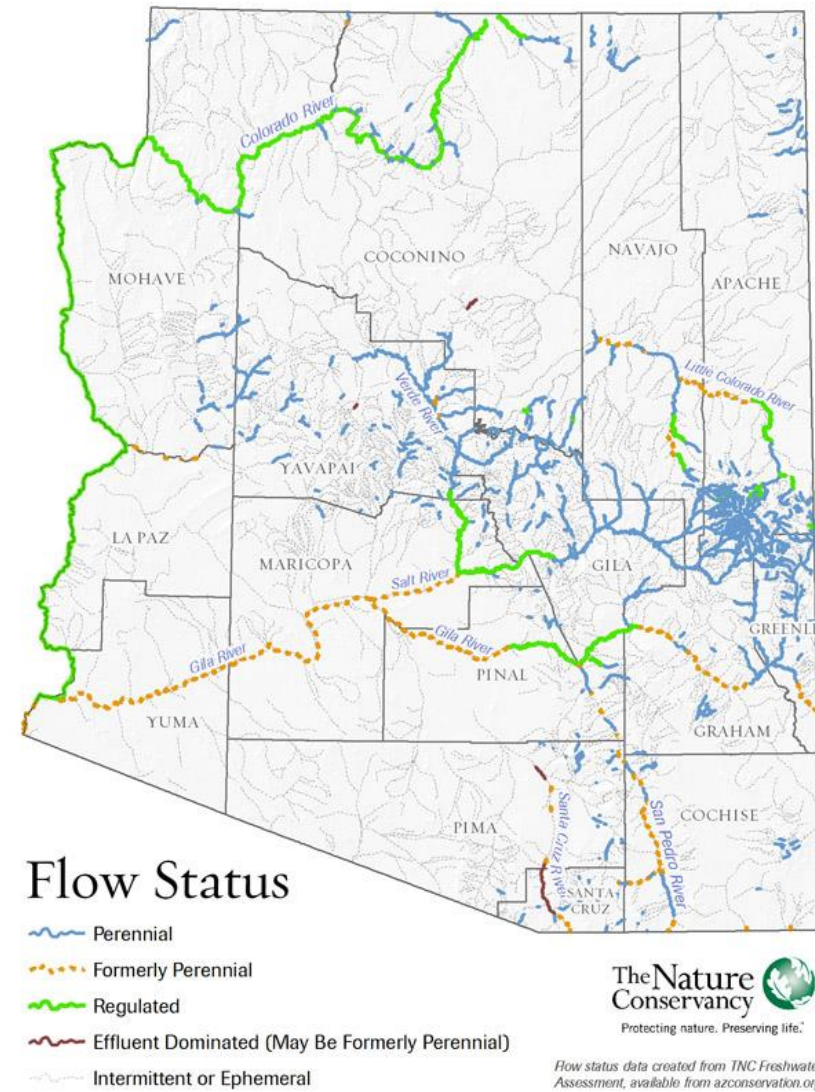 Colorado River
COCONINO
NAVAJO
MOHAVE
APACHE
Little Colorado River
Verde River
YAVAPAI
LA PAZ
MARICOPA
GILA
Salt River
GREENLE
Gila River
Gila River
PINAL
YUMA
GRAHAM
Santa Cruz River
San Pedro River
COCHISE
PIMA
SANTA
CRUZ
Flow Status
Perennial
Formerly Perennial
Regulated
Effluent Dominated (May Be Formerly Perennial)
Intermittent or Ephemeral
The Nature
Conservancy
Protecting nature. Preserving life.
Flow status data created from TNC Freshwate
Assessment, available from azconservation.or